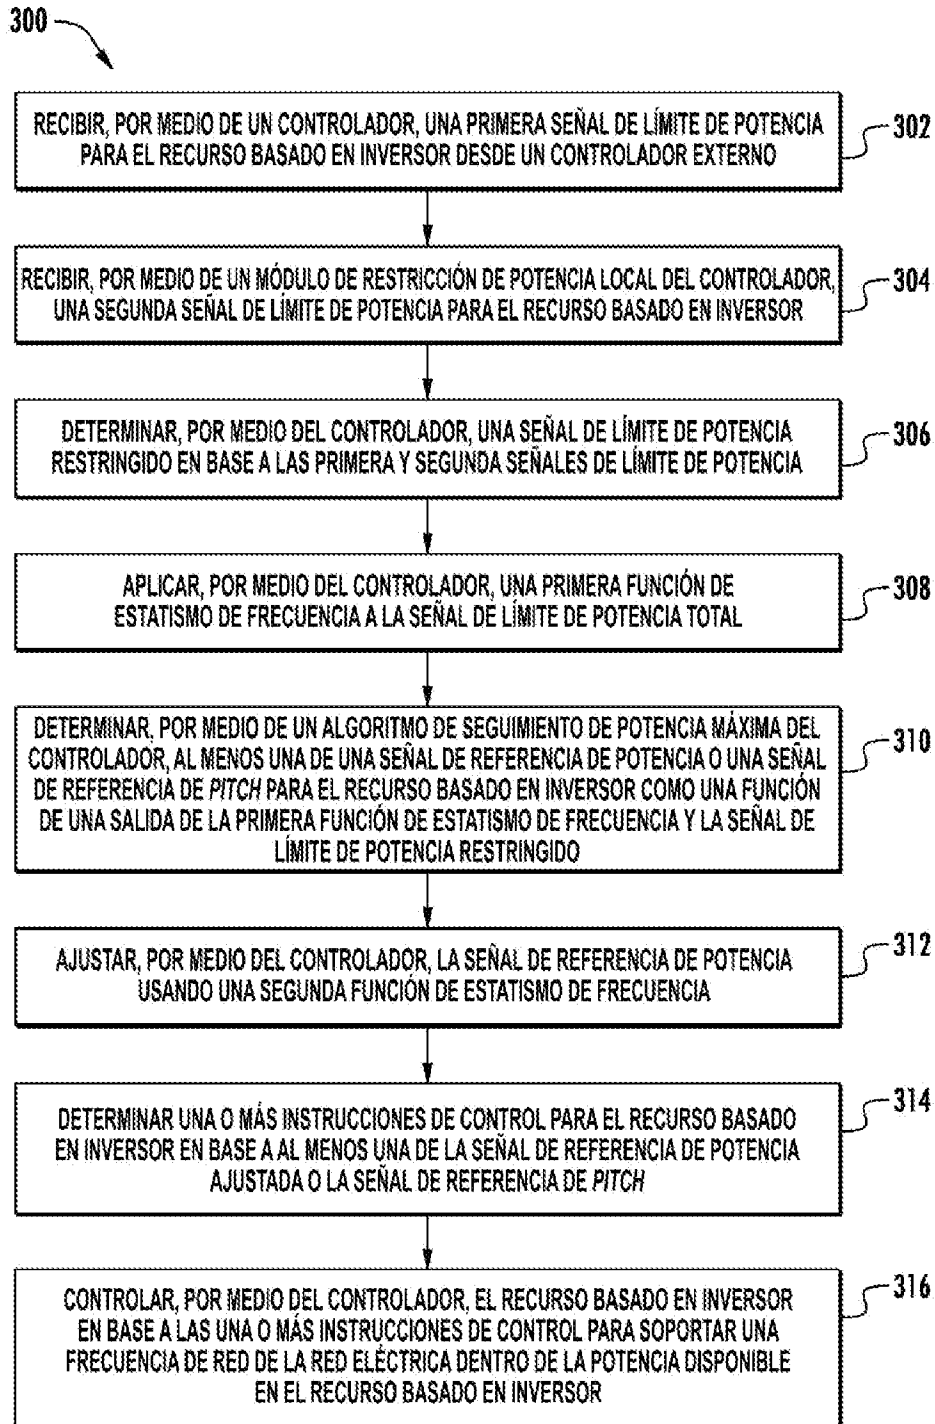 300
RECIBIR, POR MEDIO DE UN CONTROLADOR, UNA PRIMERA SEÑAL DE LÍMITE DE POTENCIA
PARA EL RECURSO BASADO EN INVERSOR DESDE UN CONTROLADOR EXTERNO
302
RECIBIR, POR MEDIO DE UN MÓDULO DE RESTRICCIÓN DE POTENCIA LOCAL DEL CONTROLADOR,
UNA SEGUNDA SEÑAL DE LÍMITE DE POTENCIA PARA EL RECURSO BASADO EN INVERSOR
304
DETERMINAR, POR MEDIO DEL CONTROLADOR, UNA SEÑAL DE LÍMITE DE POTENCIA
RESTRINGIDO EN BASE A LAS PRIMERA Y SEGUNDA SEÑALES DE LÍMITE DE POTENCIA
306
APLICAR, POR MEDIO DEL CONTROLADOR, UNA PRIMERA FUNCIÓN DE
ESTATISMO DE FRECUENCIA A LA SEÑAL DE LÍMITE DE POTENCIA TOTAL
308
DETERMINAR, POR MEDIO DE UN ALGORITMO DE SEGUIMIENTO DE POTENCIA MÁXIMA DEL
CONTROLADOR, AL MENOS UNA DE UNA SEÑAL DE REFERENCIA DE POTENCIA O UNA SEÑAL
DE REFERENCIA DE PITCH PARA EL RECURSO BASADO EN INVERSOR COMO UNA FUNCIÓN
DE UNA SALIDA DE LA PRIMERA FUNCIÓN DE ESTATISMO DE FRECUENCIA Y LA SEÑAL DE
LÍMITE DE POTENCIA RESTRINGIDO
310
AJUSTAR, POR MEDIO DEL CONTROLADOR, LA SEÑAL DE REFERENCIA DE POTENCIA
USANDO UNA SEGUNDA FUNCIÓN DE ESTATISMO DE FRECUENCIA
312
DETERMINAR UNA O MÁS INSTRUCCIONES DE CONTROL PARA EL RECURSO BASADO
EN INVERSOR EN BASE A AL MENOS UNA DE LA SEÑAL DE REFERENCIA DE POTENCIA
AJUSTADA O LA SEÑAL DE REFERENCIA DE PITCH
314
CONTROLAR, POR MEDIO DEL CONTROLADOR, EL RECURSO BASADO EN INVERSOR
EN BASE A LAS UNA O MÁS INSTRUCCIONES DE CONTROL PARA SOPORTAR UNA
FRECUENCIA DE RED DE LA RED ELÉCTRICA DENTRO DE LA POTENCIA DISPONIBLE
EN EL RECURSO BASADO EN INVERSOR
316